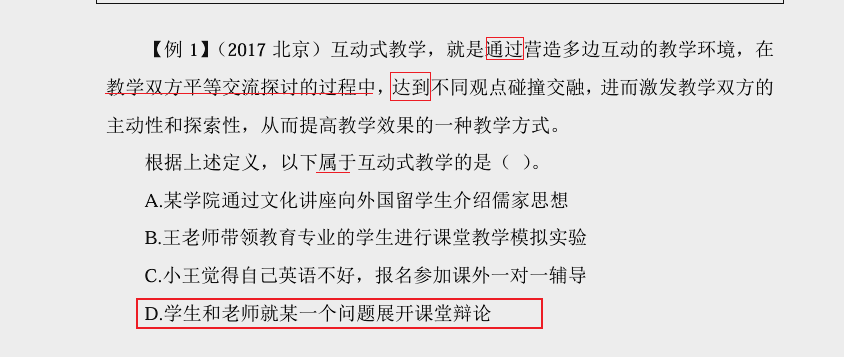 【例 1】（2017 北京）互动式教学，就是通过营造多边互动的教学环境，在
教学双方平等交流探讨的过程中，达到不同观点碰撞交融，进而激发教学双方的
主动性和探索性，从而提高教学效果的一种教学方式。
根据上述定义，以下属于互动式教学的是（ ）。
A.某学院通过文化讲座向外国留学生介绍儒家思想
B.王老师带领教育专业的学生进行课堂教学模拟实验
C.小王觉得自己英语不好，报名参加课外一对一辅导
D.学生和老师就某一个问题展开课堂辩论